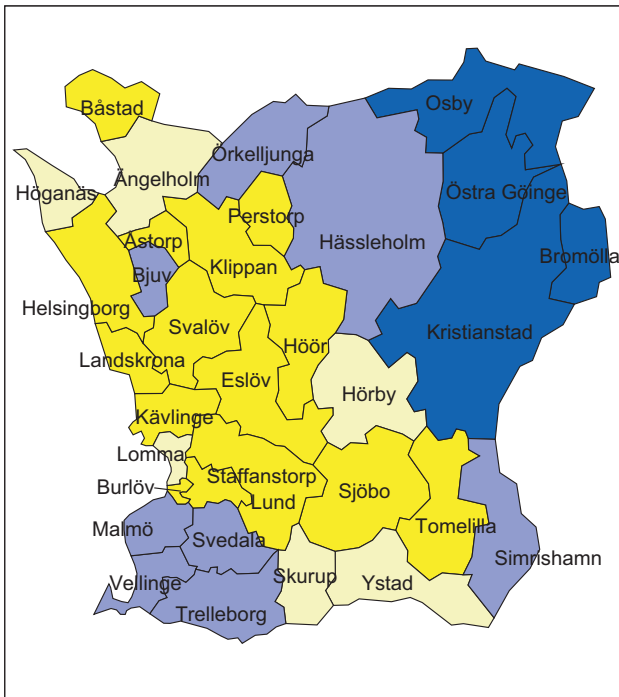 Osby
Båstad
Örkelljunga
Ängelholm
Höganäs
Östra Göinge
Perstorp
Åstorp
Hässleholm
Bromölla
Klippan
Bjuv
Helsingborg
Svalöv
Kristianstad
Landskrona
Höör
Eslöv
Hörby
Kävlinge
Lomma
Staffanstorp
Burlöv
Sjöbo
Lund
Malmö
Tomelilla
Svedala
Simrishamn
Skurup
Ystad
Vellinge
Trelleborg